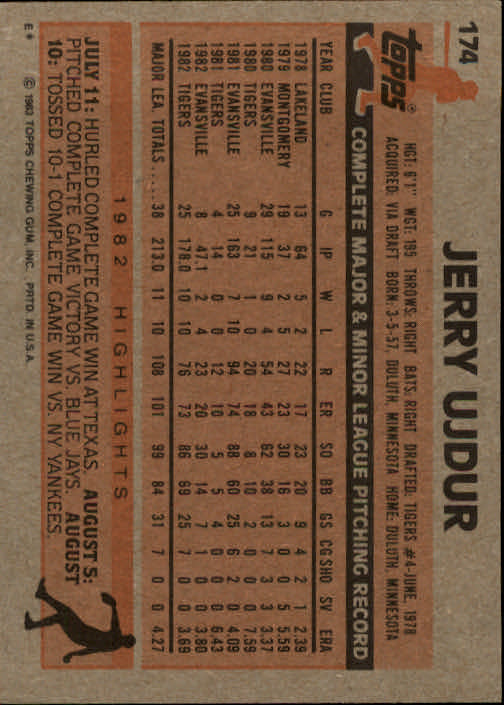 174
topps®
JERRY UJDUR
HGT: 6'1" WGT: 195 THROWS: RIGHT BATS: RIGHT DRAFTED: TIGERS #4-JUNE, 1978
ACQUIRED: VIA DRAFT BORN: 3-5-57, DULUTH, MINNESOTA HOME: DULUTH, MINNESOTA
COMPLETE MAJOR & MINOR LEAGUE PITCHING RECORD
YEAR CLUB G IP W L R ER SO BB GS CG SHO SV ERA
1978 LAKELAND 13 64 5 2 22 17 23 20 9 4 2 1 2.39
1979 MONTGOMERY 19 37 2 5 27 23 30 16 3 0 0 5 5.59
1980 EVANSVILLE 29 115 9 4 54 43 62 38 13 7 3 3 3.37
1980 TIGERS 9 21 1 0 20 18 8 10 2 0 0 0 7.59
1981 EVANSVILLE 25 163 7 10 94 74 88 60 25 6 2 0 4.09
1981 TIGERS 4 14 0 0 12 10 5 5 4 0 0 0 6.43
1982 EVANSVILLE 8 47.1 2 4 23 20 30 14 7 1 0 0 3.80
1982 TIGERS 25 178.0 10 10 76 73 86 69 25 7 0 0 3.69
MAJOR LEA. TOTALS..... 38 213.0 11 10 108 101 99 84 31 7 0 0 4.27
1982 HIGHLIGHTS
JULY 11: HURLED COMPLETE GAME WIN AT TEXAS. AUGUST 5:
PITCHED COMPLETE GAME VICTORY VS. BLUE JAYS. AUGUST
10: TOSSED 10-1 COMPLETE GAME WIN VS. NY YANKEES.
E* © 1983 TOPPS CHEWING GUM, INC. PRTD. IN U.S.A.